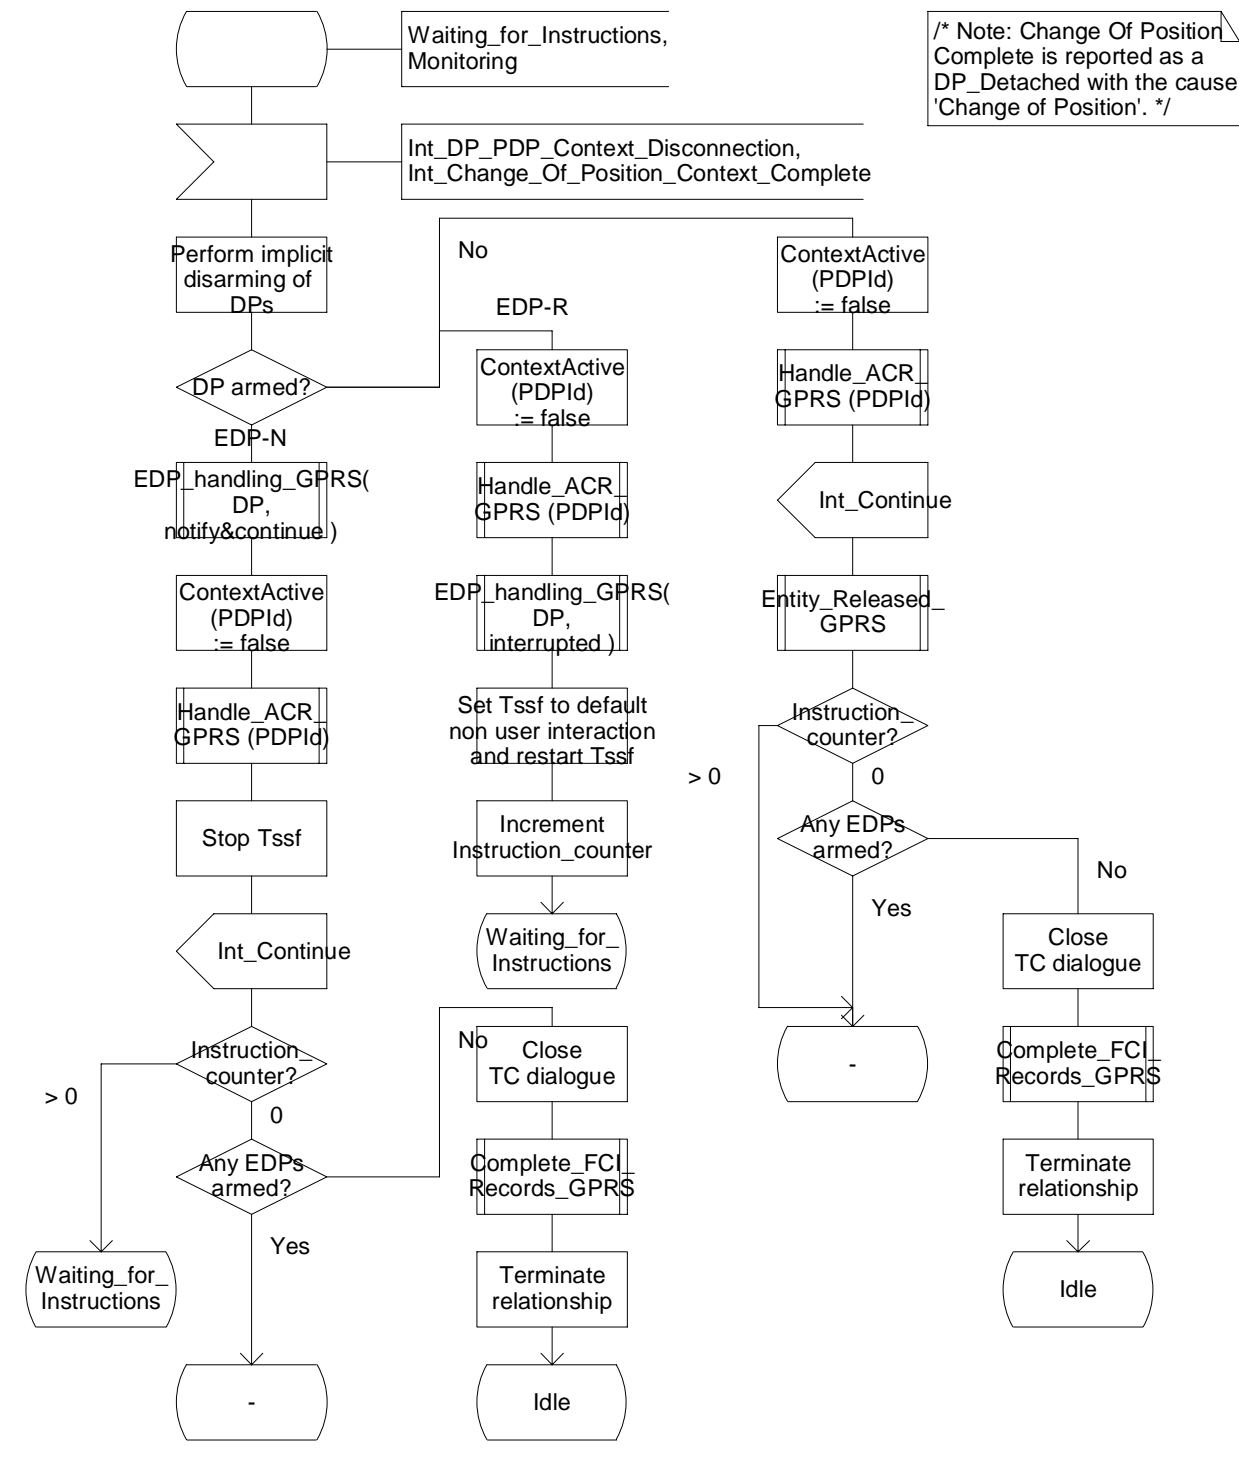 Waiting_for_Instructions,
Monitoring
/* Note: Change Of Position
Complete is reported as a
DP_Detached with the cause
'Change of Position'. */
Int_DP_PDP_Context_Disconnection,
Int_Change_Of_Position_Context_Complete
Perform implicit
disarming of
DPs
No
ContextActive
(PDPId)
:= false
EDP-R
DP armed?
ContextActive
(PDPId)
:= false
Handle_ACR_
GPRS (PDPId)
EDP-N
EDP_handling_GPRS(
DP,
notify&continue )
Handle_ACR_
GPRS (PDPId)
Int_Continue
ContextActive
(PDPId)
:= false
EDP_handling_GPRS(
DP,
interrupted )
Entity_Released_
GPRS
Handle_ACR_
GPRS (PDPId)
Set Tssf to default
non user interaction
and restart Tssf
Instruction_
counter?
> 0
0
Stop Tssf
Increment
Instruction_counter
Any EDPs
armed?
No
Yes
Int_Continue
Waiting_for_
Instructions
Close
TC dialogue
Instruction_
counter?
No
Close
TC dialogue
-
Complete_FCI_
Records_GPRS
> 0
0
Any EDPs
armed?
Complete_FCI_
Records_GPRS
Terminate
relationship
Yes
Waiting_for_
Instructions
Terminate
relationship
Idle
-
Idle